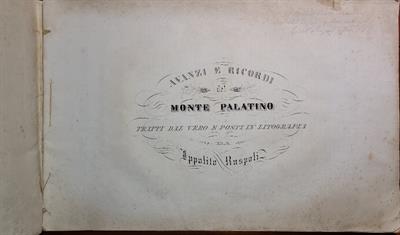 AVANZI E RICORDI
del
MONTE PALATINO
TRATTI DAL VERO E POSTI IN LITOGRAFIA
DA
Ippolito Ruspoli